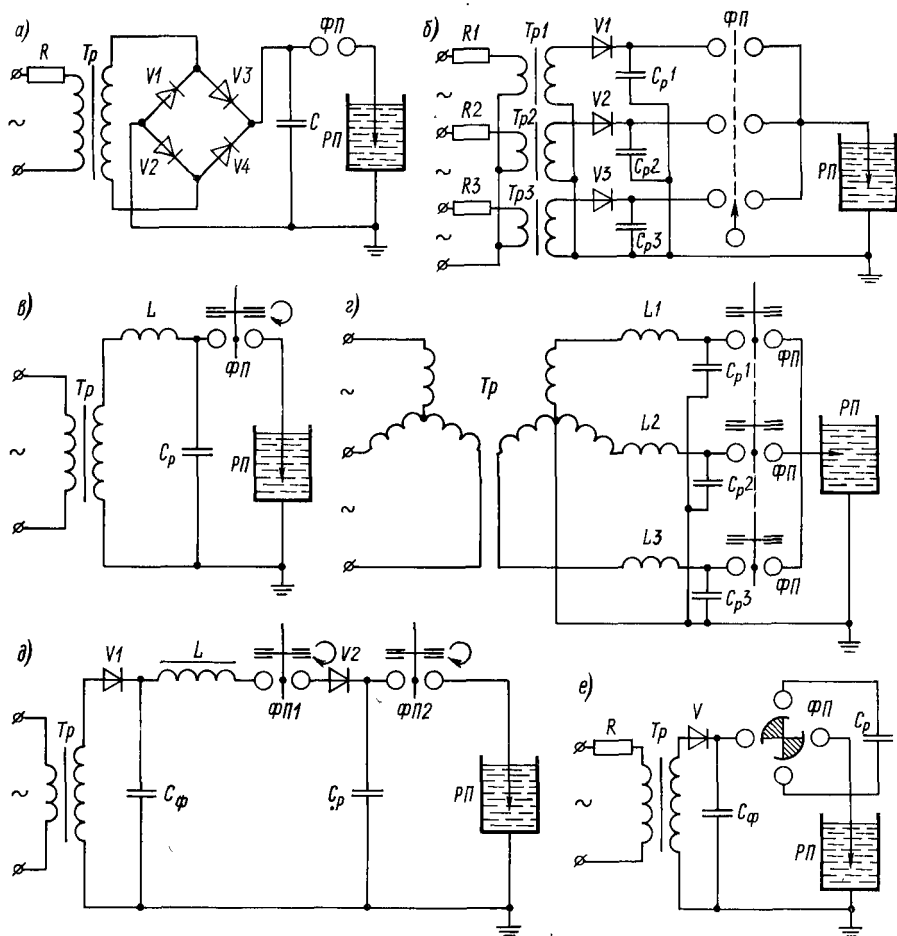 а)
R
Тр
V1
V3
V2
V4
~
С
ФП
РП
б)
R1
Тр1
V1
Ср1
ФП
~
R2
Тр2
V2
Ср2
РП
~
R3
Тр3
V3
Ср3
~
в)
L
ФП
Тр
~
Ср
РП
г)
~
Тр
~
L1
Ср1
ФП
L2
Ср2
ФП
РП
L3
Ср3
ФП
д)
V1
L
ФП1
V2
ФП2
Тр
~
Сф
Ср
РП
е)
R
Тр
V
ФП
Ср
~
Сф
РП